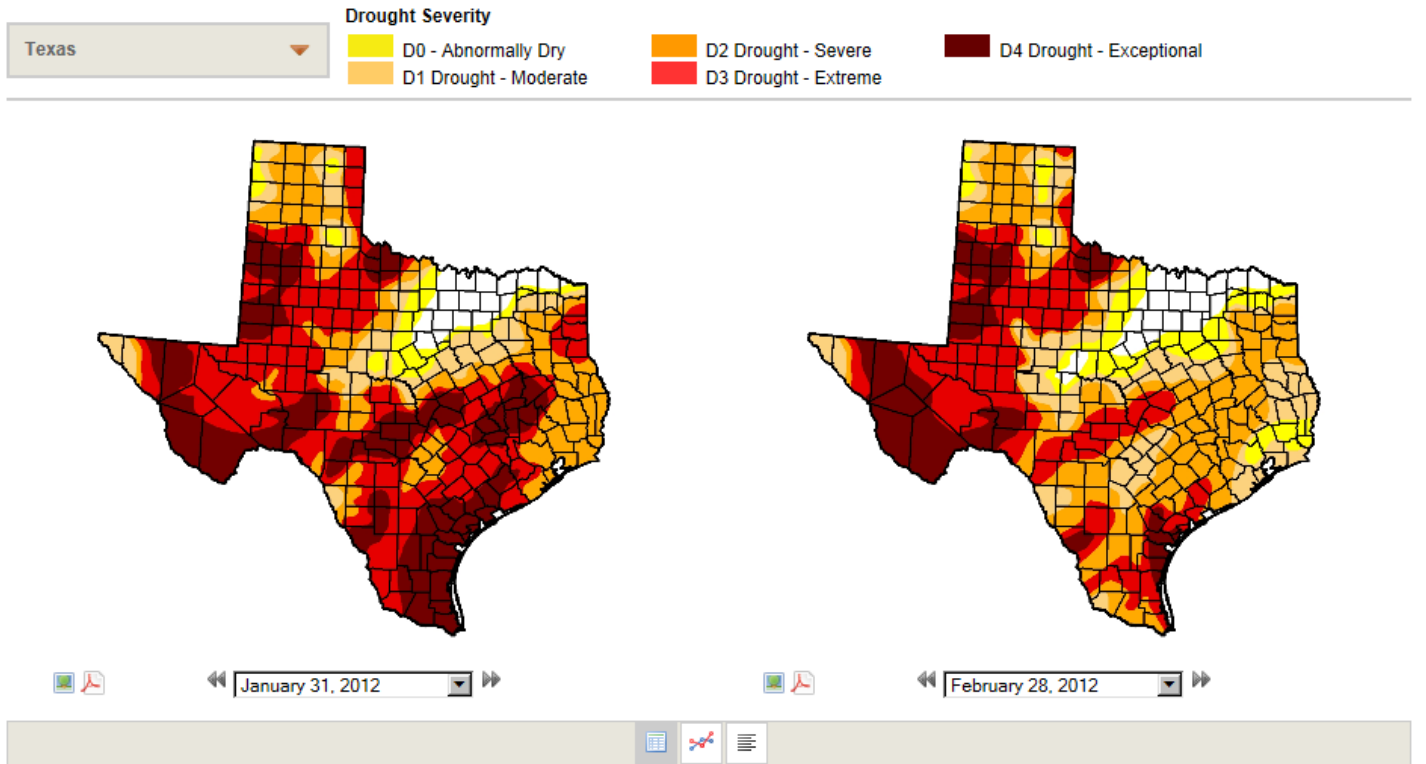 Drought Severity
Texas
D0 - Abnormally Dry
D2 Drought - Severe
D4 Drought - Exceptional
D1 Drought - Moderate
D3 Drought - Extreme
January 31, 2012
February 28, 2012